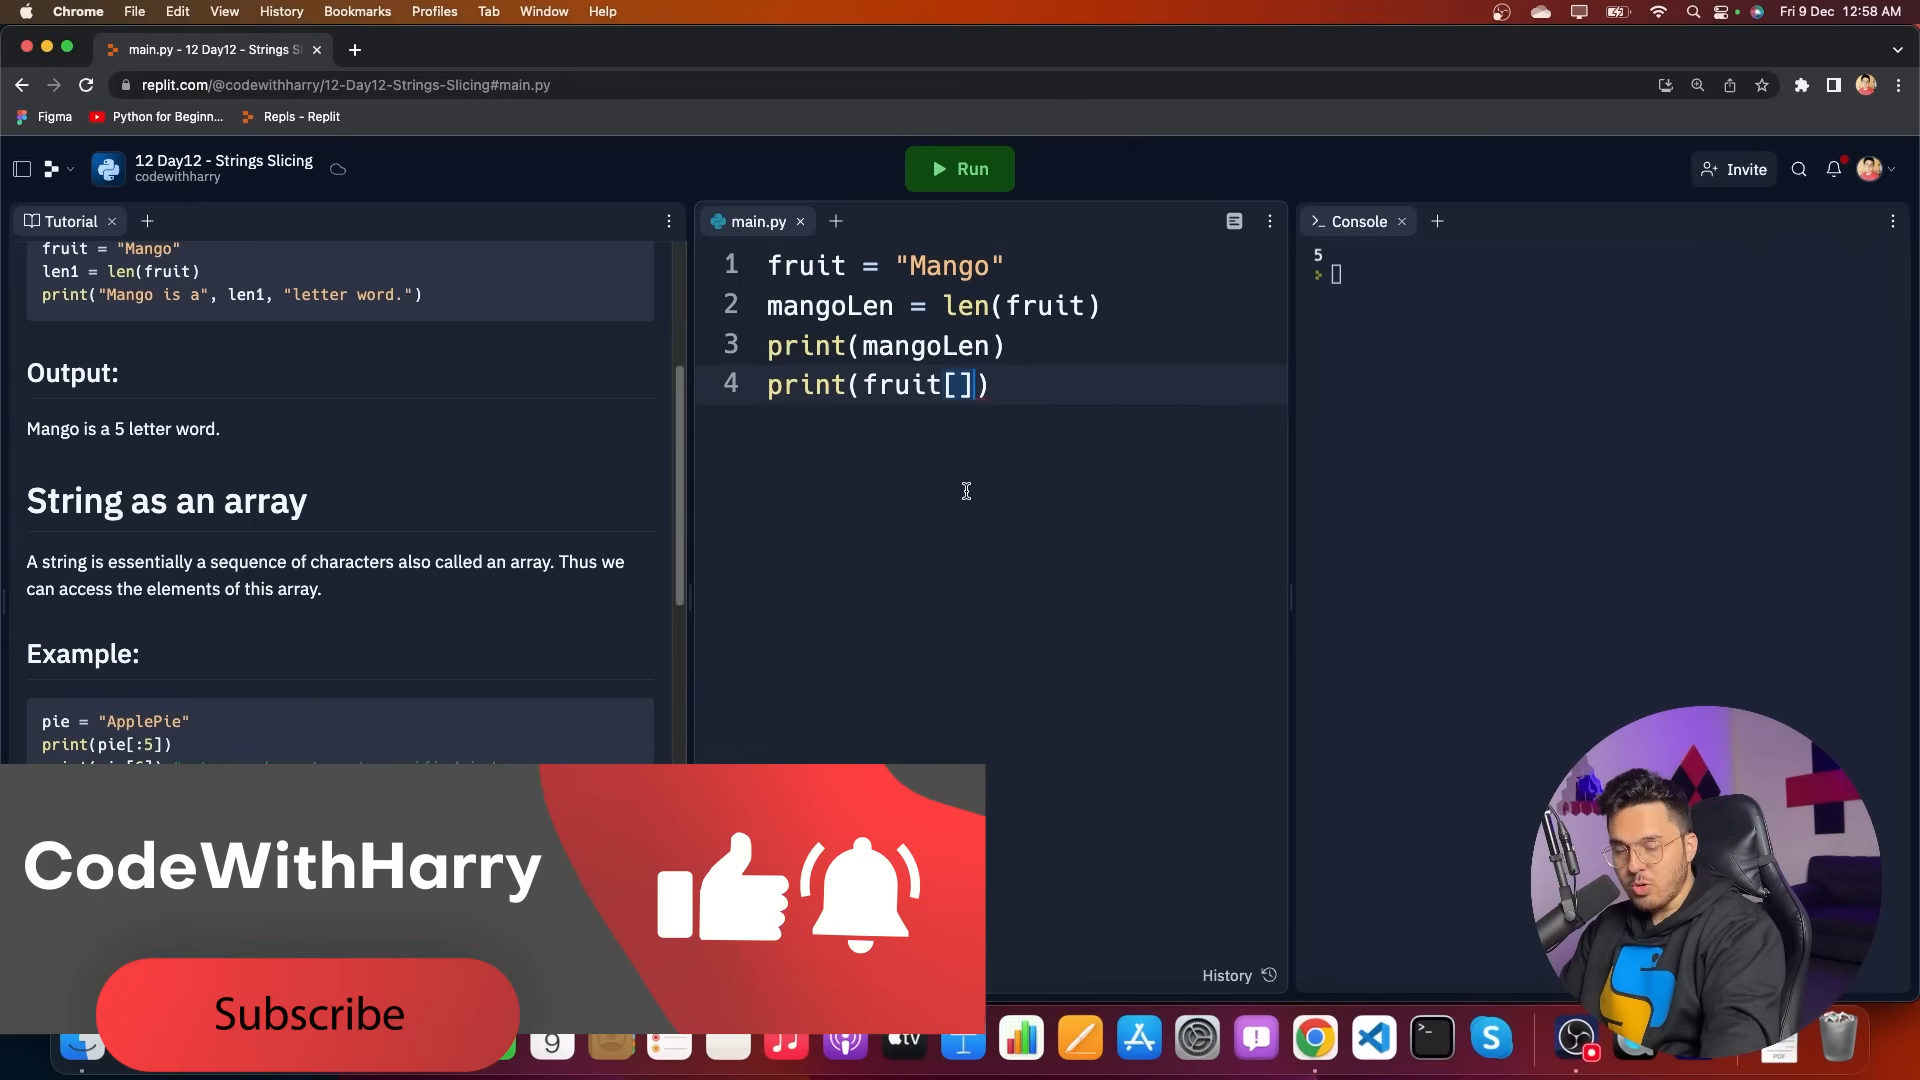 Chrome File Edit View History Bookmarks Profiles Tab Window Help Fri 9 Dec 12:58 AM
main.py - 12 Day12 - Strings S
replit.com/@codewithharry/12-Day12-Strings-Slicing#main.py
Figma Python for Beginn... Repls - Replit
12 Day12 - Strings Slicing
codewithharry
Run
Invite
Tutorial
fruit = "Mango"
len1 = len(fruit)
print("Mango is a", len1, "letter word.")
Output:
Mango is a 5 letter word.
String as an array
A string is essentially a sequence of characters also called an array. Thus we
can access the elements of this array.
Example:
pie = "ApplePie"
print(pie[:5])
main.py
1 fruit = "Mango"
2 mangoLen = len(fruit)
3 print(mangoLen)
4 print(fruit[])
History
Console
5
CodeWithHarry
Subscribe
9
tv
PDF